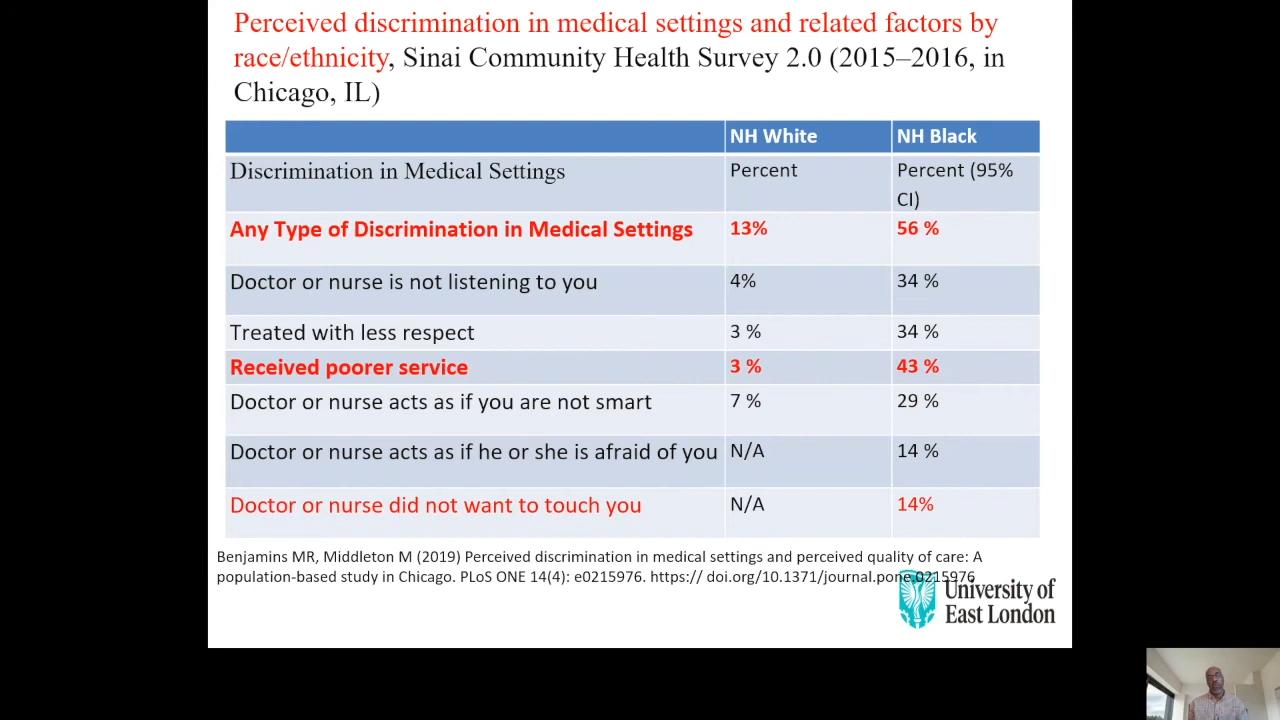 Perceived discrimination in medical settings and related factors by
race/ethnicity, Sinai Community Health Survey 2.0 (2015–2016, in
Chicago, IL)
NH White NH Black
Discrimination in Medical Settings Percent Percent (95%
CI)
Any Type of Discrimination in Medical Settings 13% 56 %
Doctor or nurse is not listening to you 4% 34 %
Treated with less respect 3 % 34 %
Received poorer service 3 % 43 %
Doctor or nurse acts as if you are not smart 7 % 29 %
Doctor or nurse acts as if he or she is afraid of you N/A 14 %
Doctor or nurse did not want to touch you N/A 14%
Benjamins MR, Middleton M (2019) Perceived discrimination in medical settings and perceived quality of care: A
population-based study in Chicago. PLoS ONE 14(4): e0215976. https:// doi.org/10.1371/journal.pone.0215976
University of
East London